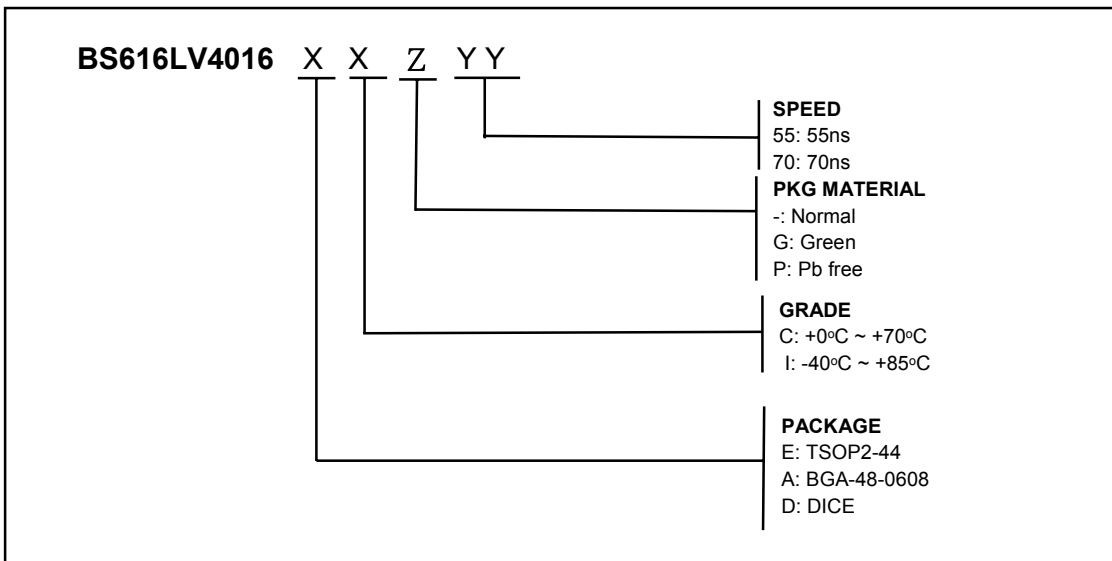 BS616LV4016 X X Z Y Y
SPEED
55: 55ns
70: 70ns
PKG MATERIAL
-: Normal
G: Green
P: Pb free
GRADE
C: +0ºC ~ +70ºC
I: -40ºC ~ +85ºC
PACKAGE
E: TSOP2-44
A: BGA-48-0608
D: DICE